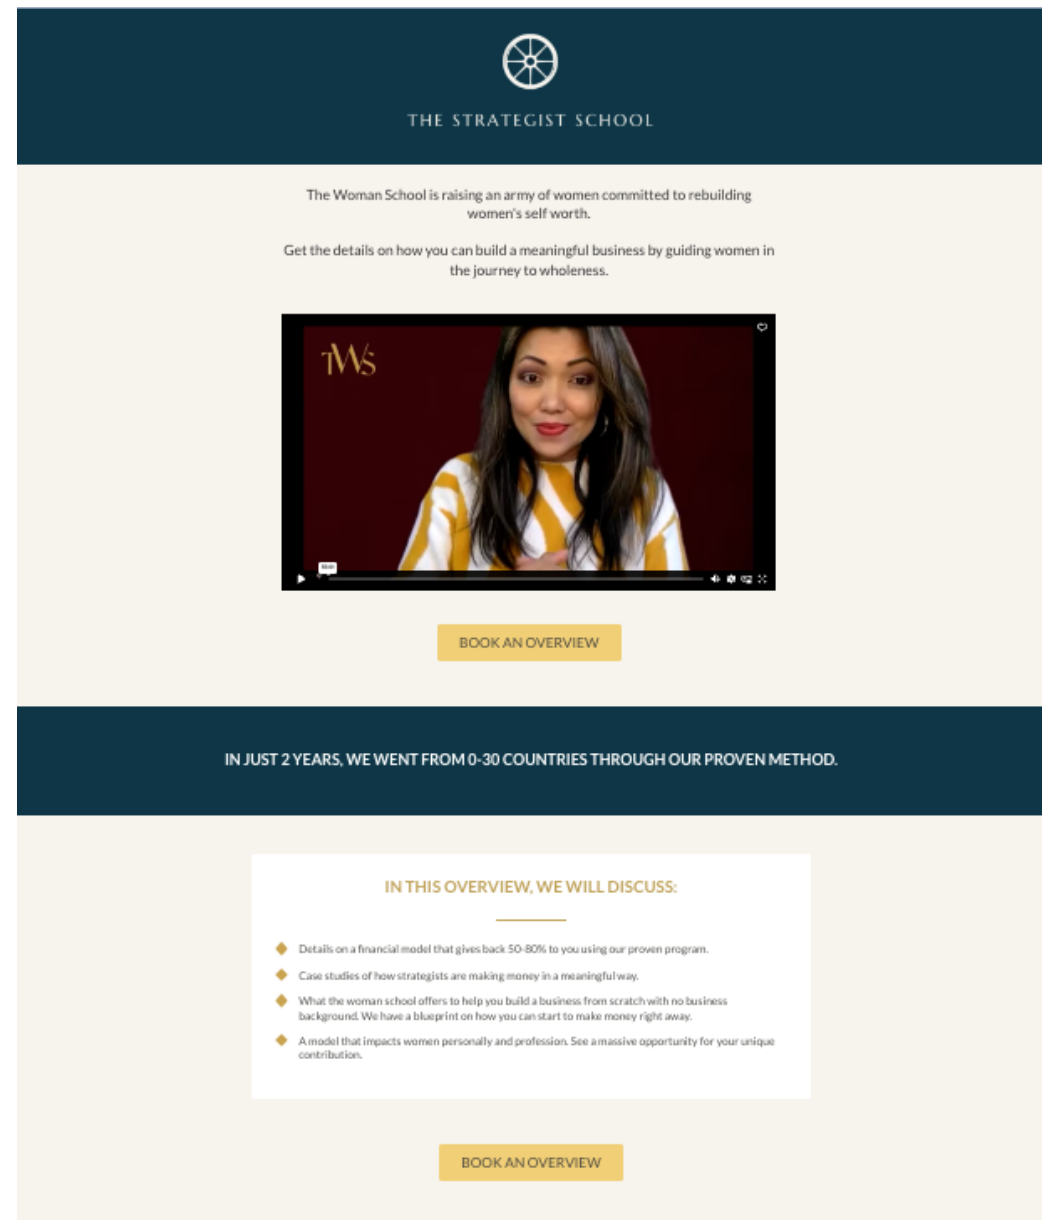 THE STRATEGIST SCHOOL
The Woman School is raising an army of women committed to rebuilding
women's self worth.
Get the details on how you can build a meaningful business by guiding women in
the journey to wholeness.
TWS
BOOK AN OVERVIEW
IN JUST 2 YEARS, WE WENT FROM 0-30 COUNTRIES THROUGH OUR PROVEN METHOD.
IN THIS OVERVIEW, WE WILL DISCUSS:
Details on a financial model that gives back 50-80% to you using our proven program.
Case studies of how strategists are making money in a meaningful way.
What the woman school offers to help you build a business from scratch with no business
background. We have a blueprint on how you can start to make money right away.
A model that impacts women personally and profession. See a massive opportunity for your unique
contribution.
BOOK AN OVERVIEW